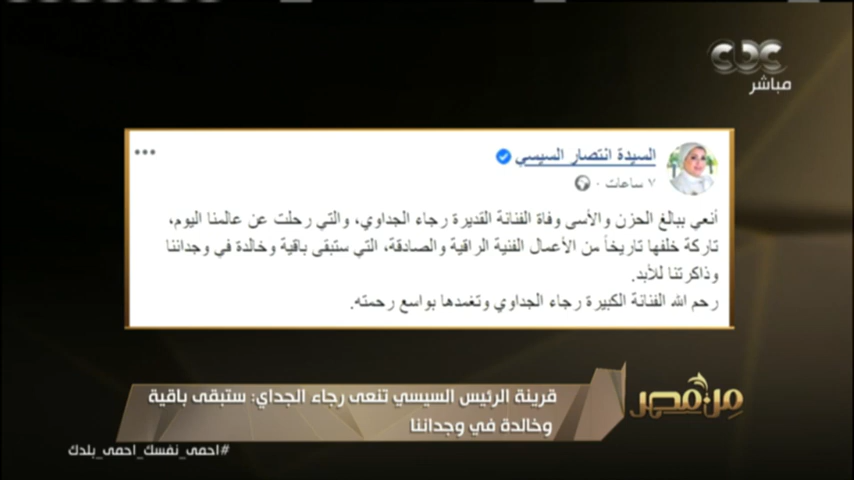 cbc
مباشر
السيدة انتصار السيسي
٧ ساعات ·
أنعي ببالغ الحزن والأسى وفاة الفنانة القديرة رجاء الجداوي، والتي رحلت عن عالمنا اليوم،
تاركة خلفها تاريخاً من الأعمال الفنية الراقية والصادقة، التي ستبقى باقية وخالدة في وجداننا
وذاكرتنا للأبد.
رحم الله الفنانة الكبيرة رجاء الجداوي وتغمدها بواسع رحمته.
قرينة الرئيس السيسي تنعى رجاء الجداي: ستبقى باقية
وخالدة في وجداننا
من مصر
#احمي_نفسك_احمي_بلدك